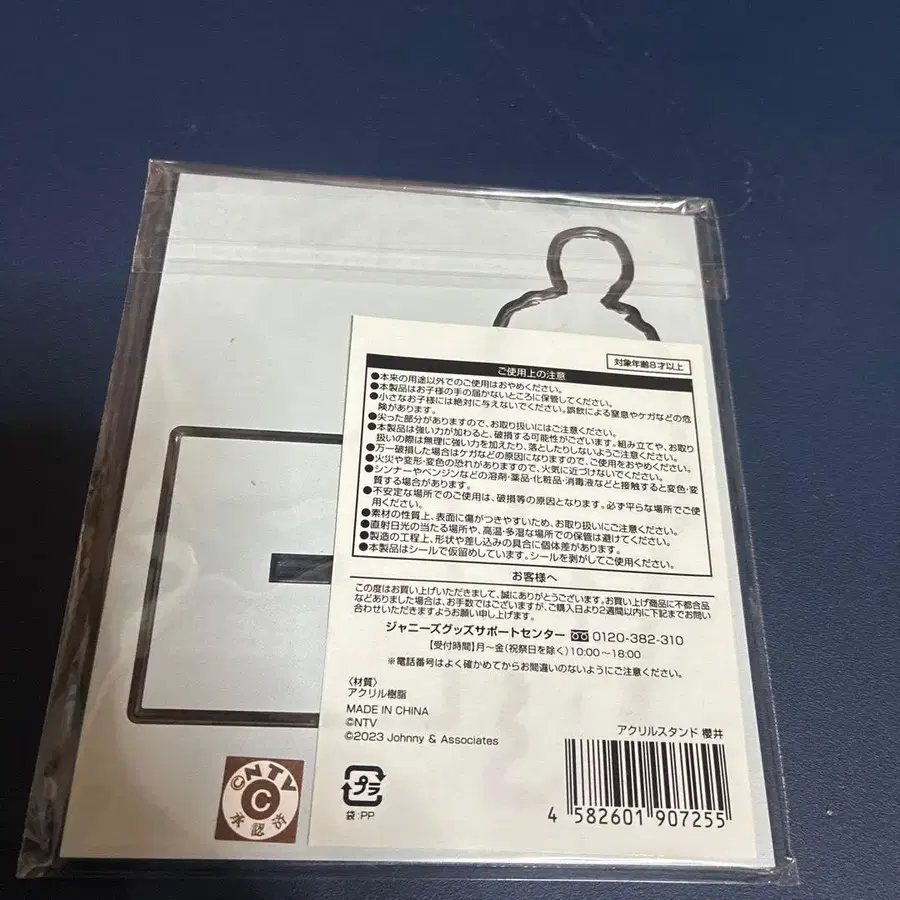 対象年齢8才以上
ご使用上の注意
●本来の用途以外でのご使用はおやめください。
●本製品はお子様の手の届かないところに保管してください。
●小さなお子様には絶対に与えないでください。誤飲による窒息やケガなどの危
険があります。
●尖った部分がありますので、お取り扱いにはご注意ください。
●本製品は強い力が加わると、破損する可能性がございます。組み立てや、お取り
扱いの際は無理に強い力を加えたり、落としたりしないようご注意ください。
●万一破損した場合はケガなどの原因になりますので、ご使用をおやめください。
●火災や変形・変色の恐れがありますので、火気に近づけないでください。
●シンナーやベンジンなどの溶剤・薬品・化粧品・消毒液などと接触すると変色・変
質する場合があります。
●不安定な場所でのご使用は、破損等の原因となります。必ず平らな場所でご使
用ください。
●素材の性質上、表面に傷がつきやすいため、お取り扱いにご注意ください。
●直射日光の当たる場所や、高温・多湿な場所での保管は避けてください。
●製造の工程上、形状や差し込みの具合に個体差があります。
●本製品はシールで仮留めしています。シールを剥がしてご使用ください。
お客様へ
この度はお買い上げいただきまして、誠にありがとうございます。お買い上げ商品に不都合品
などありました場合は、お手数ではございますが、ご購入日より2週間以内に下記までお問い
合わせいただきますようお願い申し上げます。
ジャニーズグッズサポートセンター 0120-382-310
【受付時間】月〜金(祝祭日を除く)10:00〜18:00
※電話番号はよく確かめてからお間違いのないようにご注意ください。
〈材質〉
アクリル樹脂
MADE IN CHINA
©NTV
©2023 Johnny & Associates
アクリルスタンド 櫻井
プラ
袋:PP
4 582601 907255
©NTV
C
承認済